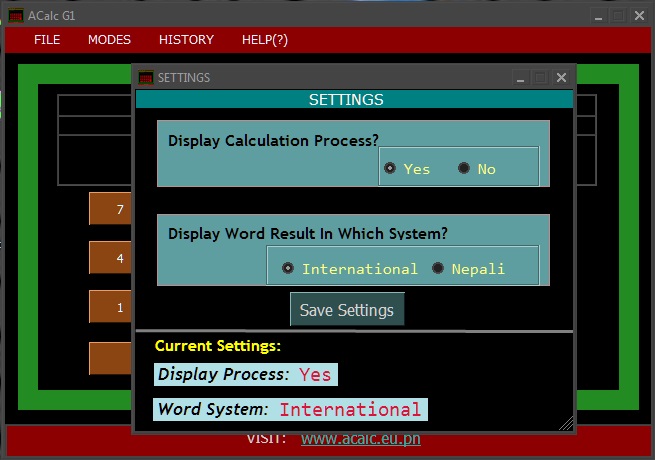 ACalc G1
FILE MODES HISTORY HELP(?)
SETTINGS
SETTINGS
Display Calculation Process?
Yes No
7
Display Word Result In Which System?
4
International Nepali
1
Save Settings
Current Settings:
Display Process: Yes
Word System: International
VISIT: www.acalc.eu.pn